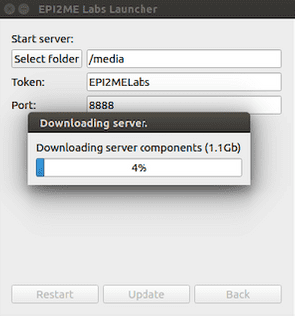 EPI2ME Labs Launcher
Start server:
Select folder /media
Token: EPI2MELabs
Port: 8888
Downloading server.
Downloading server components (1.1Gb)
4%
Restart Update Back